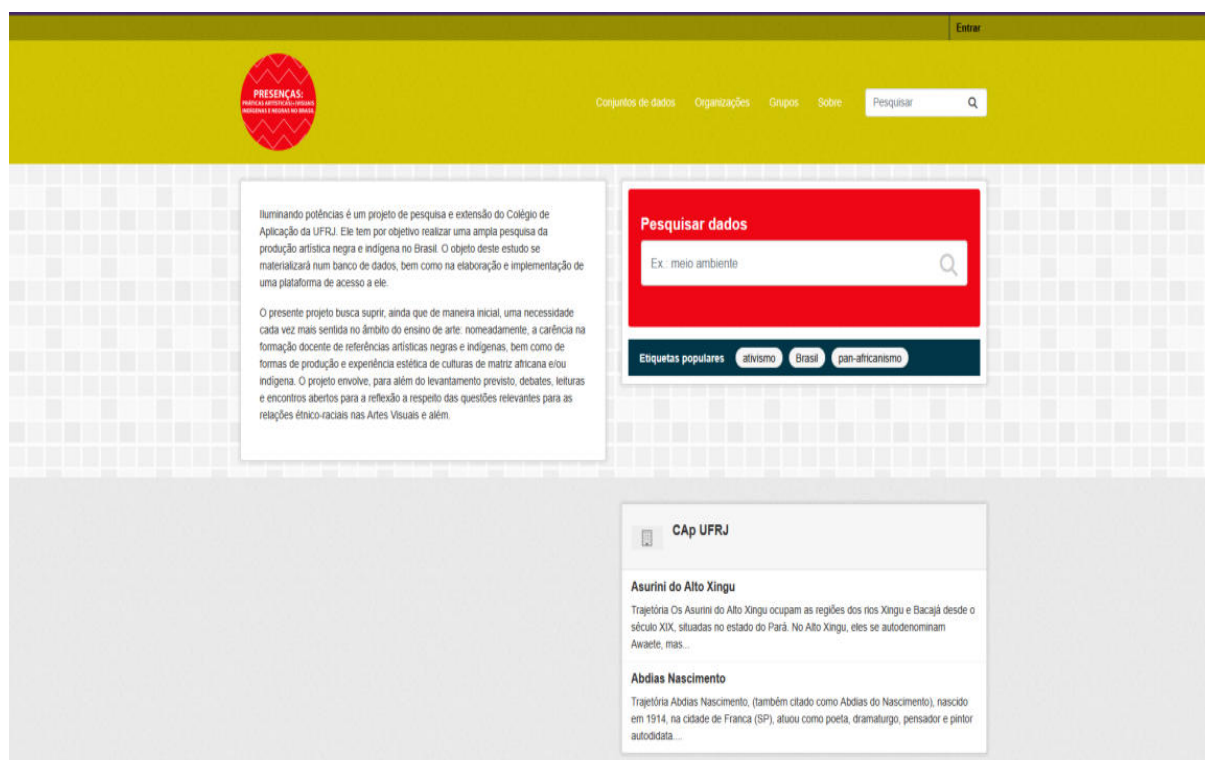 Entrar
PRESENÇAS:
PRÁTICAS ARTÍSTICAS/VISUAIS
INDÍGENAS E NEGRAS NO BRASIL
Conjuntos de dados Organizações Grupos Sobre Pesquisar
Iluminando potências é um projeto de pesquisa e extensão do Colégio de
Aplicação da UFRJ. Ele tem por objetivo realizar uma ampla pesquisa da
produção artística negra e indígena no Brasil. O objeto deste estudo se
materializará num banco de dados, bem como na elaboração e implementação de
uma plataforma de acesso a ele.
O presente projeto busca suprir, ainda que de maneira inicial, uma necessidade
cada vez mais sentida no âmbito do ensino de arte: nomeadamente, a carência na
formação docente de referências artísticas negras e indígenas, bem como de
formas de produção e experiência estética de culturas de matriz africana e/ou
indígena. O projeto envolve, para além do levantamento previsto, debates, leituras
e encontros abertos para a reflexão a respeito das questões relevantes para as
relações étnico-raciais nas Artes Visuais e além.
Pesquisar dados
Ex.: meio ambiente
Etiquetas populares ativismo Brasil pan-africanismo
CAp UFRJ
Asurini do Alto Xingu
Trajetória Os Asurini do Alto Xingu ocupam as regiões dos rios Xingu e Bacajá desde o
século XIX, situadas no estado do Pará. No Alto Xingu, eles se autodenominam
Awaete, mas...
Abdias Nascimento
Trajetória Abdias Nascimento, (também citado como Abdias do Nascimento), nascido
em 1914, na cidade de Franca (SP), atuou como poeta, dramaturgo, pensador e pintor
autodidata....